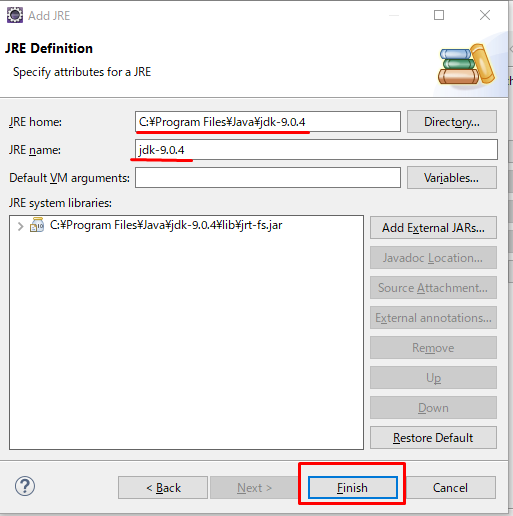 Add JRE
JRE Definition
Specify attributes for a JRE
JRE home:
C:¥Program Files¥Java¥jdk-9.0.4
Directory...
JRE name:
jdk-9.0.4
Default VM arguments:
Variables...
JRE system libraries:
C:¥Program Files¥Java¥jdk-9.0.4¥lib¥jrt-fs.jar
Add External JARs...
Javadoc Location...
Source Attachment...
External annotations...
Remove
Up
Down
Restore Default
?
< Back
Next >
Finish
Cancel